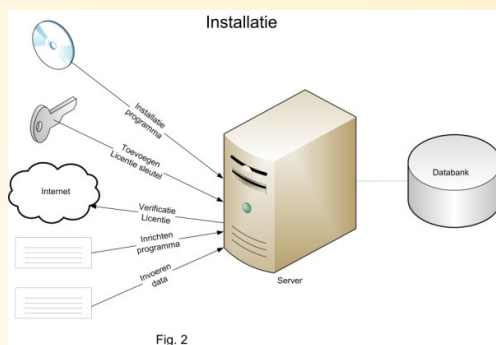 Installatie
Installatie
programma
Toevoegen
Licentie sleutel
Internet
Verificatie
Licentie
Inrichten
programma
Invoeren
data
Server
Databank
Fig. 2